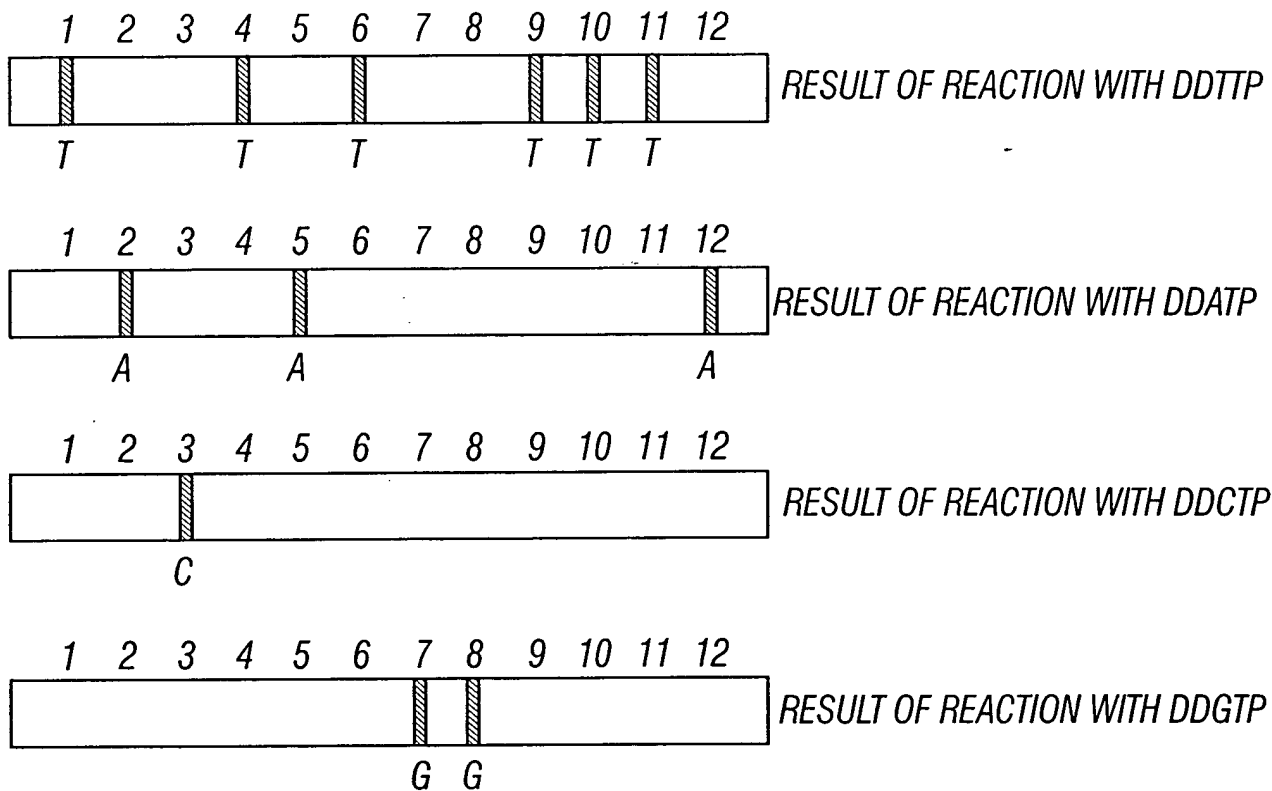 1 2 3 4 5 6 7 8 9 10 11 12
RESULT OF REACTION WITH DDTTP
T T T T T T
1 2 3 4 5 6 7 8 9 10 11 12
RESULT OF REACTION WITH DDATP
A A A
1 2 3 4 5 6 7 8 9 10 11 12
RESULT OF REACTION WITH DDCTP
C
1 2 3 4 5 6 7 8 9 10 11 12
RESULT OF REACTION WITH DDGTP
G G